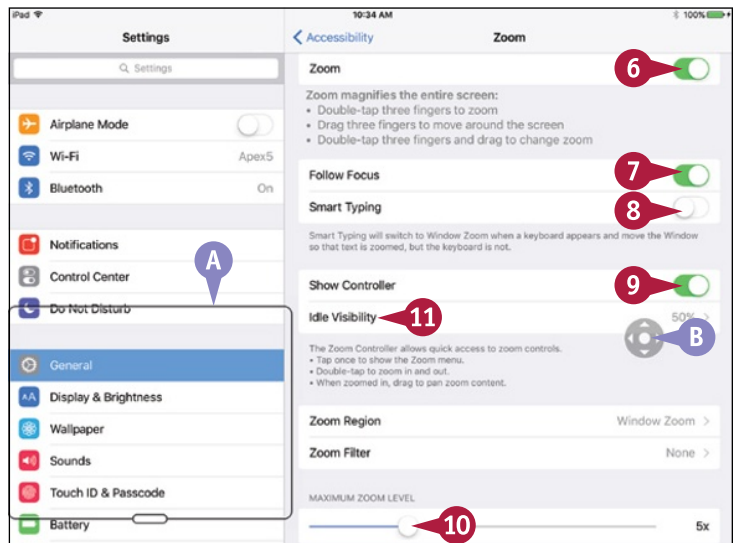 iPad 10:34 AM 100%
Settings
Accessibility Zoom
Settings
Airplane Mode
Wi-Fi Apex5
Bluetooth On
Notifications
Control Center
Do Not Disturb
General
Display & Brightness
Wallpaper
Sounds
Touch ID & Passcode
Battery
A
Zoom 6
Zoom magnifies the entire screen:
• Double-tap three fingers to zoom
• Drag three fingers to move around the screen
• Double-tap three fingers and drag to change zoom
Follow Focus 7
Smart Typing 8
Smart Typing will switch to Window Zoom when a keyboard appears and move the Window
so that text is zoomed, but the keyboard is not.
Show Controller 9
Idle Visibility 11 50%
B
The Zoom Controller allows quick access to zoom controls.
• Tap once to show the Zoom menu.
• Double-tap to zoom in and out.
• When zoomed in, drag to pan zoom content.
Zoom Region Window Zoom
Zoom Filter None
MAXIMUM ZOOM LEVEL
10 5x